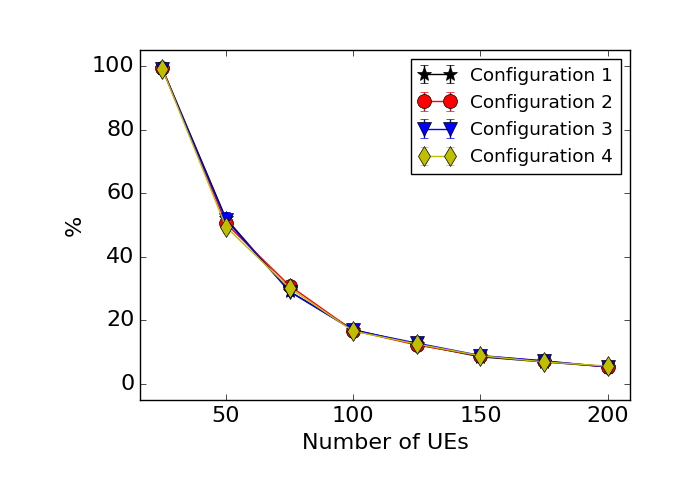 100
80
60
40
20
0
%
50 100 150 200
Number of UEs
Configuration 1
Configuration 2
Configuration 3
Configuration 4